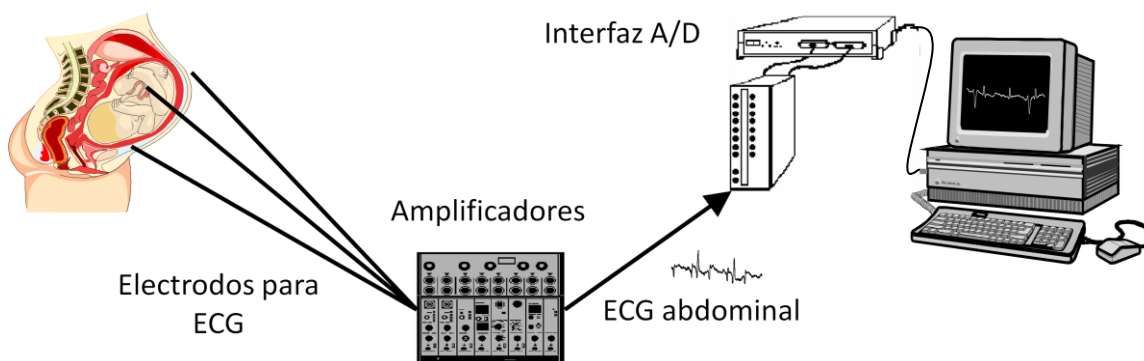 Interfaz A/D
Amplificadores
Electrodos para
ECG
ECG abdominal